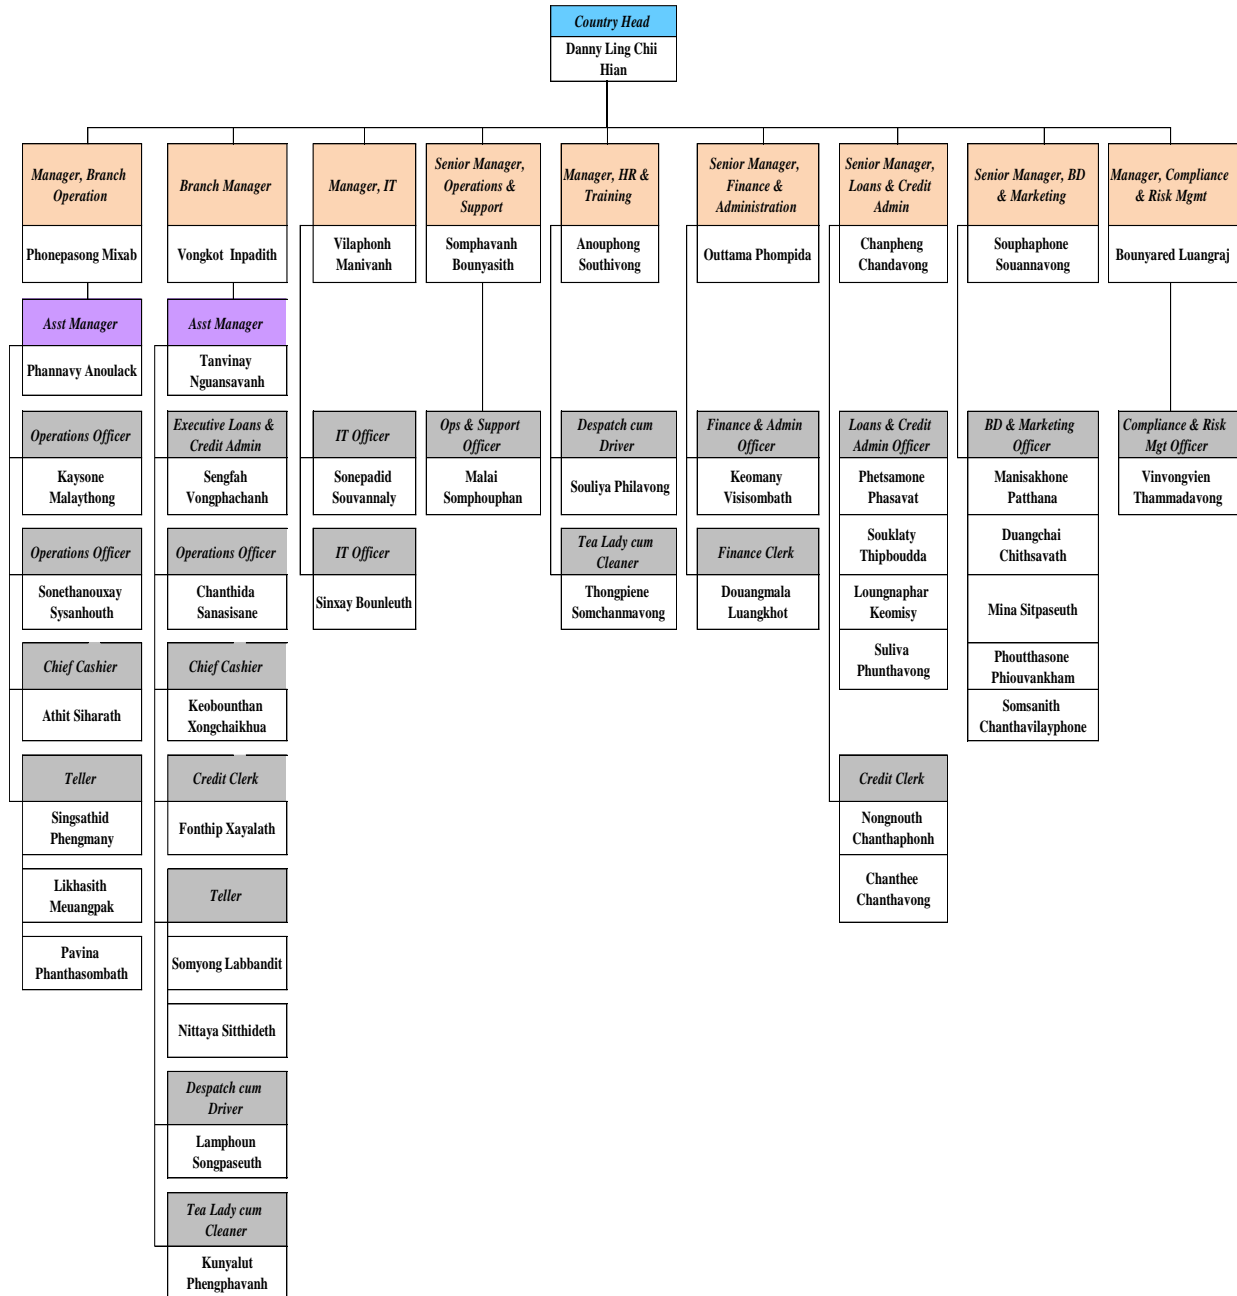 Country Head
Danny Ling Chii
Hian
Manager, Branch
Operation
Phonepasong Mixab
Asst Manager
Phannavy Anoulack
Operations Officer
Kaysone
Malaythong
Operations Officer
Sonethanouxay
Sysanhouth
Chief Cashier
Athit Siharath
Teller
Singsathid
Phengmany
Likhasith
Meuangpak
Pavina
Phanthasombath
Branch Manager
Vongkot Inpadith
Asst Manager
Tanvinay
Nguansavanh
Executive Loans &
Credit Admin
Sengfah
Vongphachanh
Operations Officer
Chanthida
Sanasisane
Chief Cashier
Keobounthan
Xongchaikhua
Credit Clerk
Fonthip Xayalath
Teller
Somyong Labbandit
Nittaya Sitthideth
Despatch cum
Driver
Lamphoun
Songpaseuth
Tea Lady cum
Cleaner
Kunyalut
Phengphavanh
Manager, IT
Vilaphonh
Manivanh
IT Officer
Sonepadid
Souvannaly
IT Officer
Sinxay Bounleuth
Senior Manager,
Operations &
Support
Somphavanh
Bounyasith
Ops & Support
Officer
Malai
Somphouphan
Manager, HR &
Training
Anouphong
Southivong
Despatch cum
Driver
Souliya Philavong
Tea Lady cum
Cleaner
Thongpiene
Somchanmavong
Senior Manager,
Finance &
Administration
Outtama Phompida
Finance & Admin
Officer
Keomany
Visisombath
Finance Clerk
Douangmala
Luangkhot
Senior Manager,
Loans & Credit
Admin
Chanpheng
Chandavong
Loans & Credit
Admin Officer
Phetsamone
Phasavat
Souklaty
Thipboudda
Loungnaphar
Keomisy
Suliva
Phunthavong
Credit Clerk
Nongnouth
Chanthaphonh
Chanthee
Chanthavong
Senior Manager, BD
& Marketing
Souphaphone
Souannavong
BD & Marketing
Officer
Manisakhone
Patthana
Duangchai
Chithsavath
Mina Sitpaseuth
Phoutthasone
Phiouvankham
Somsanith
Chanthavilayphone
Manager, Compliance
& Risk Mgmt
Bounyared Luangraj
Compliance & Risk
Mgt Officer
Vinvongvien
Thammadavong